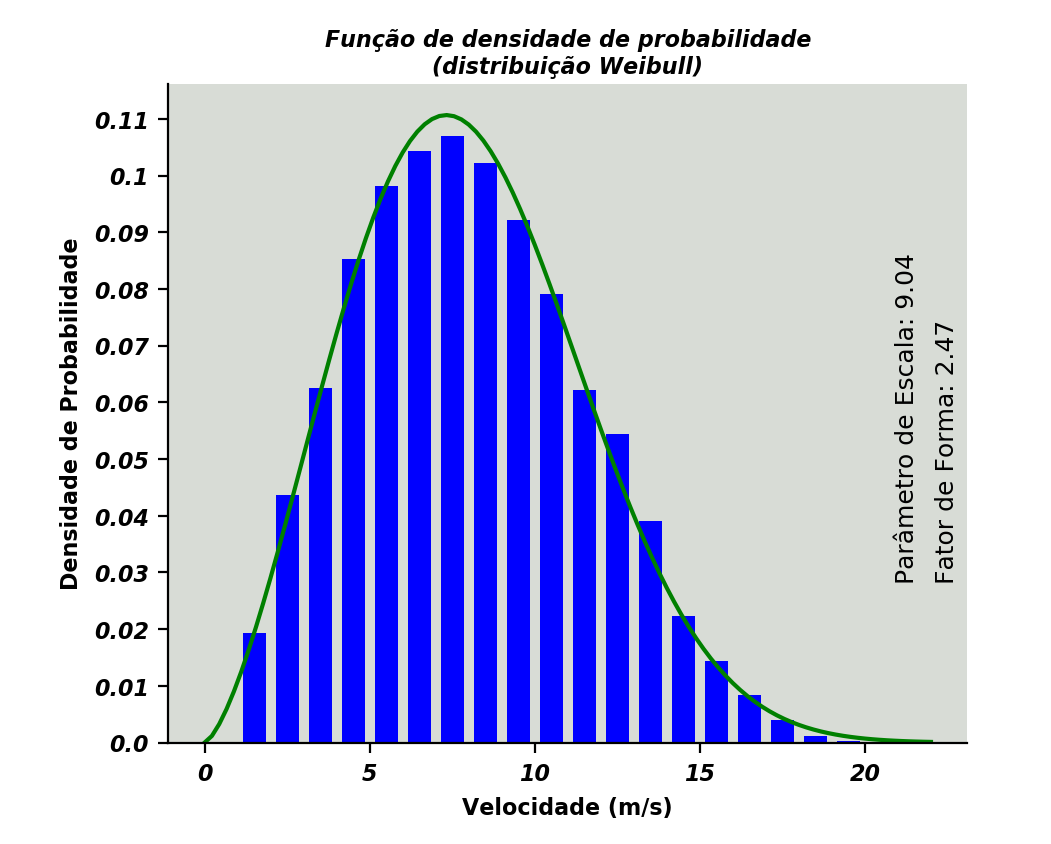 Função de densidade de probabilidade
(distribuição Weibull)
Densidade de Probabilidade
0.11
0.1
0.09
0.08
0.07
0.06
0.05
0.04
0.03
0.02
0.01
0.0
0
5
10
15
20
Velocidade (m/s)
Parâmetro de Escala: 9.04
Fator de Forma: 2.47